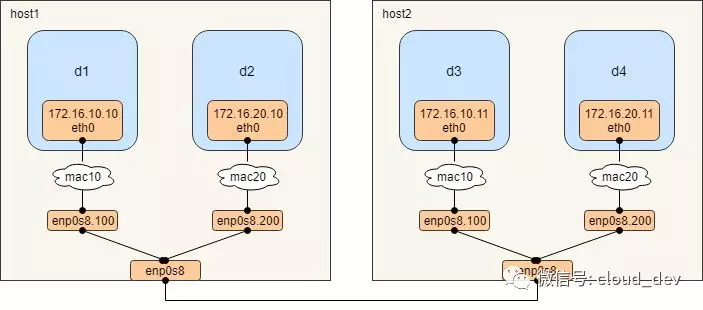 host1
host2
d1
d2
d3
d4
172.16.10.10
eth0
172.16.20.10
eth0
172.16.10.11
eth0
172.16.20.11
eth0
mac10
mac20
mac10
mac20
enp0s8.100
enp0s8.200
enp0s8.100
enp0s8.200
enp0s8
enp0s8
微信号: cloud_dev